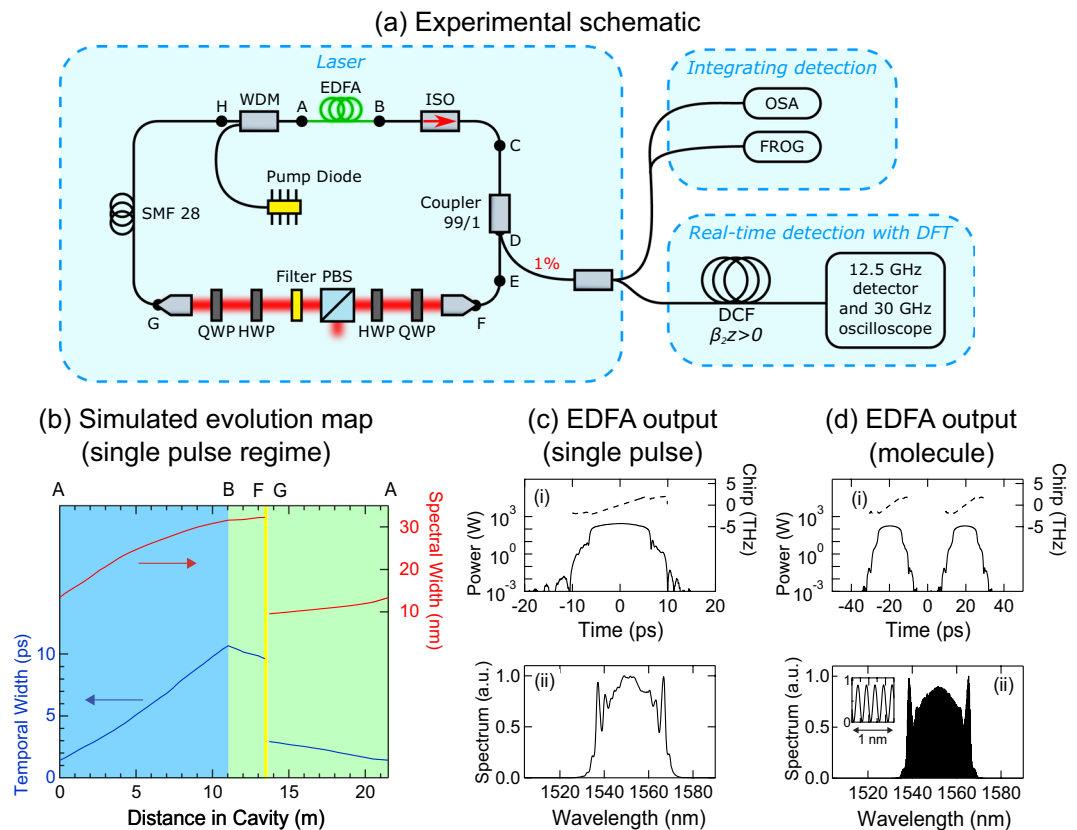 (a) Experimental schematic
Laser
Integrating detection
H
WDM
A
EDFA
B
ISO
OSA
FROG
C
Pump Diode
SMF 28
Coupler
99/1
D
1%
E
Real-time detection with DFT
DCF
β₂z>0
12.5 GHz
detector
and 30 GHz
oscilloscope
Filter PBS
G
QWP
HWP
HWP
QWP
F
(b) Simulated evolution map
(single pulse regime)
A
B
F
G
A
Temporal Width (ps)
10
5
0
Spectral Width
(nm)
30
20
10
0
5
10
15
20
Distance in Cavity (m)
(c) EDFA output
(single pulse)
(i)
Power (W)
10³
10⁰
10⁻³
Chirp
(THz)
5
0
-5
-20
-10
0
10
20
Time (ps)
(ii)
Spectrum (a.u.)
1.0
0.5
0.0
1520
1540
1560
1580
Wavelength (nm)
(d) EDFA output
(molecule)
(i)
Power (W)
10³
10⁰
10⁻³
Chirp
(THz)
5
0
-5
-40
-20
0
20
40
Time (ps)
(ii)
Spectrum (a.u.)
1.0
0.5
0.0
1
0
1 nm
1520
1540
1560
1580
Wavelength (nm)